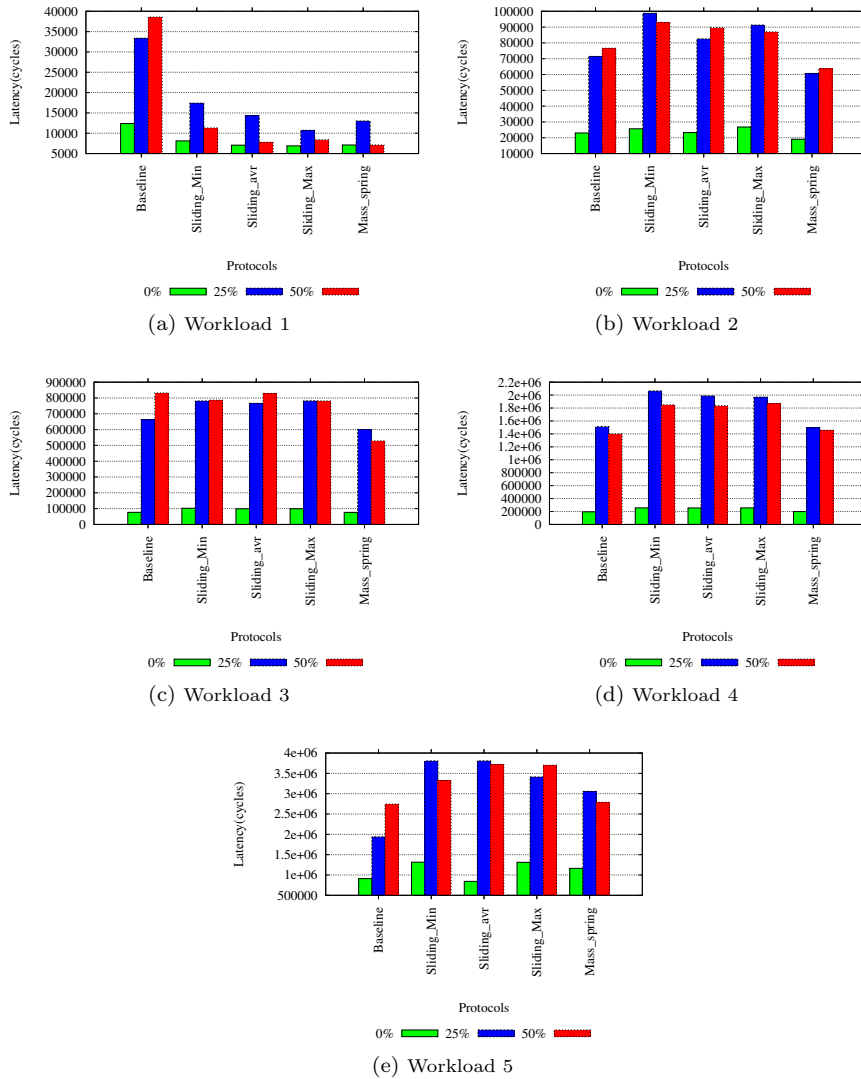 40000
35000
30000
25000
20000
15000
10000
5000
Latency(cycles)
Baseline
Sliding_Min
Sliding_avr
Sliding_Max
Mass_spring
Protocols
0% 25% 50%
(a) Workload 1
100000
90000
80000
70000
60000
50000
40000
30000
20000
10000
Latency(cycles)
Baseline
Sliding_Min
Sliding_avr
Sliding_Max
Mass_spring
Protocols
0% 25% 50%
(b) Workload 2
900000
800000
700000
600000
500000
400000
300000
200000
100000
0
Latency(cycles)
Baseline
Sliding_Min
Sliding_avr
Sliding_Max
Mass_spring
Protocols
0% 25% 50%
(c) Workload 3
2.2e+06
2e+06
1.8e+06
1.6e+06
1.4e+06
1.2e+06
1e+06
800000
600000
400000
200000
0
Latency(cycles)
Baseline
Sliding_Min
Sliding_avr
Sliding_Max
Mass_spring
Protocols
0% 25% 50%
(d) Workload 4
4e+06
3.5e+06
3e+06
2.5e+06
2e+06
1.5e+06
1e+06
500000
Latency(cycles)
Baseline
Sliding_Min
Sliding_avr
Sliding_Max
Mass_spring
Protocols
0% 25% 50%
(e) Workload 5